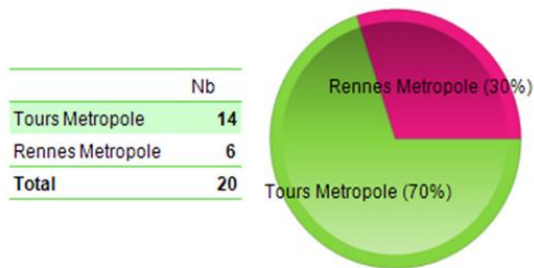 Nb
Tours Metropole 14
Rennes Metropole 6
Total 20
Rennes Metropole (30%)
Tours Metropole (70%)